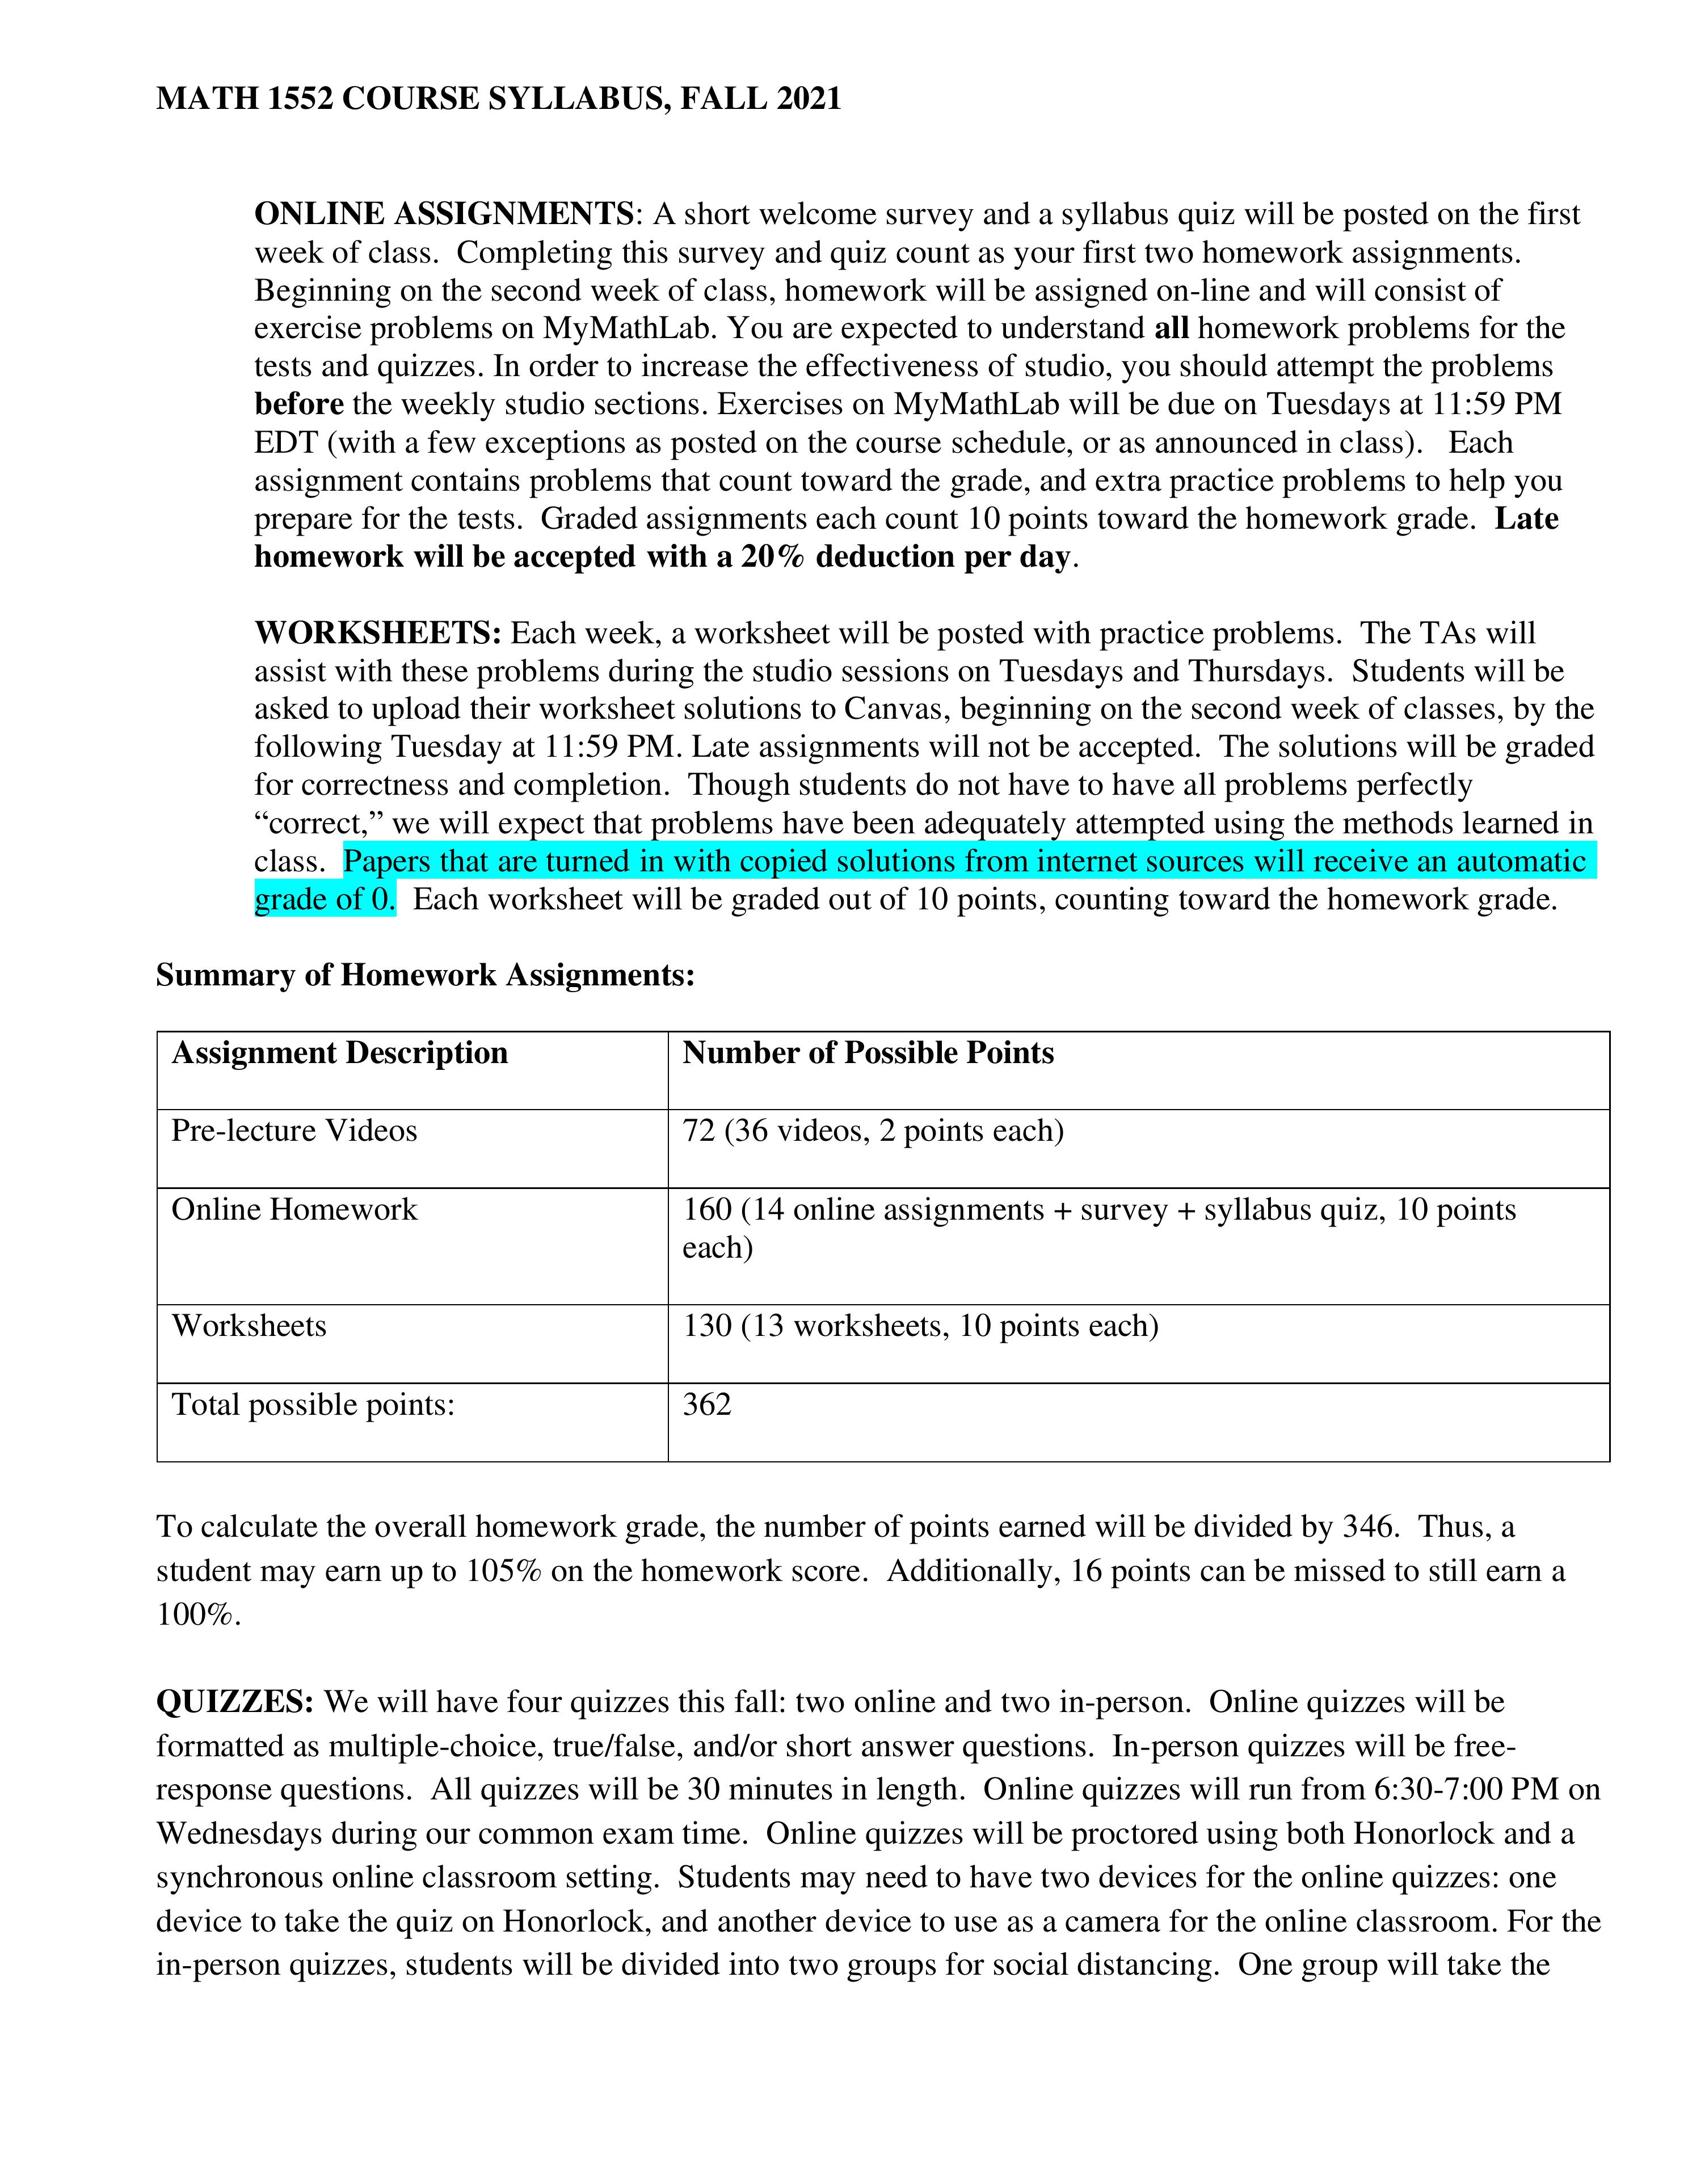 MATH 1552 COURSE SYLLABUS, FALL 2021
ONLINE ASSIGNMENTS: A short welcome survey and a syllabus quiz will be posted on the first
week of class.  Completing this survey and quiz count as your first two homework assignments.
Beginning on the second week of class, homework will be assigned on-line and will consist of
exercise problems on MyMathLab. You are expected to understand all homework problems for the
tests and quizzes. In order to increase the effectiveness of studio, you should attempt the problems
before the weekly studio sections. Exercises on MyMathLab will be due on Tuesdays at 11:59 PM
EDT (with a few exceptions as posted on the course schedule, or as announced in class).   Each
assignment contains problems that count toward the grade, and extra practice problems to help you
prepare for the tests.  Graded assignments each count 10 points toward the homework grade.  Late
homework will be accepted with a 20% deduction per day.
WORKSHEETS: Each week, a worksheet will be posted with practice problems.  The TAs will
assist with these problems during the studio sessions on Tuesdays and Thursdays.  Students will be
asked to upload their worksheet solutions to Canvas, beginning on the second week of classes, by the
following Tuesday at 11:59 PM. Late assignments will not be accepted.  The solutions will be graded
for correctness and completion.  Though students do not have to have all problems perfectly
“correct,” we will expect that problems have been adequately attempted using the methods learned in
class.  Papers that are turned in with copied solutions from internet sources will receive an automatic
grade of 0.  Each worksheet will be graded out of 10 points, counting toward the homework grade.
Summary of Homework Assignments:
Assignment Description
Number of Possible Points
Pre-lecture Videos
72 (36 videos, 2 points each)
Online Homework
160 (14 online assignments + survey + syllabus quiz, 10 points
each)
Worksheets
130 (13 worksheets, 10 points each)
Total possible points:
362
To calculate the overall homework grade, the number of points earned will be divided by 346.  Thus, a
student may earn up to 105% on the homework score.  Additionally, 16 points can be missed to still earn a
100%.
QUIZZES: We will have four quizzes this fall: two online and two in-person.  Online quizzes will be
formatted as multiple-choice, true/false, and/or short answer questions.  In-person quizzes will be free-
response questions.  All quizzes will be 30 minutes in length.  Online quizzes will run from 6:30-7:00 PM on
Wednesdays during our common exam time.  Online quizzes will be proctored using both Honorlock and a
synchronous online classroom setting.  Students may need to have two devices for the online quizzes: one
device to take the quiz on Honorlock, and another device to use as a camera for the online classroom. For the
in-person quizzes, students will be divided into two groups for social distancing.  One group will take the